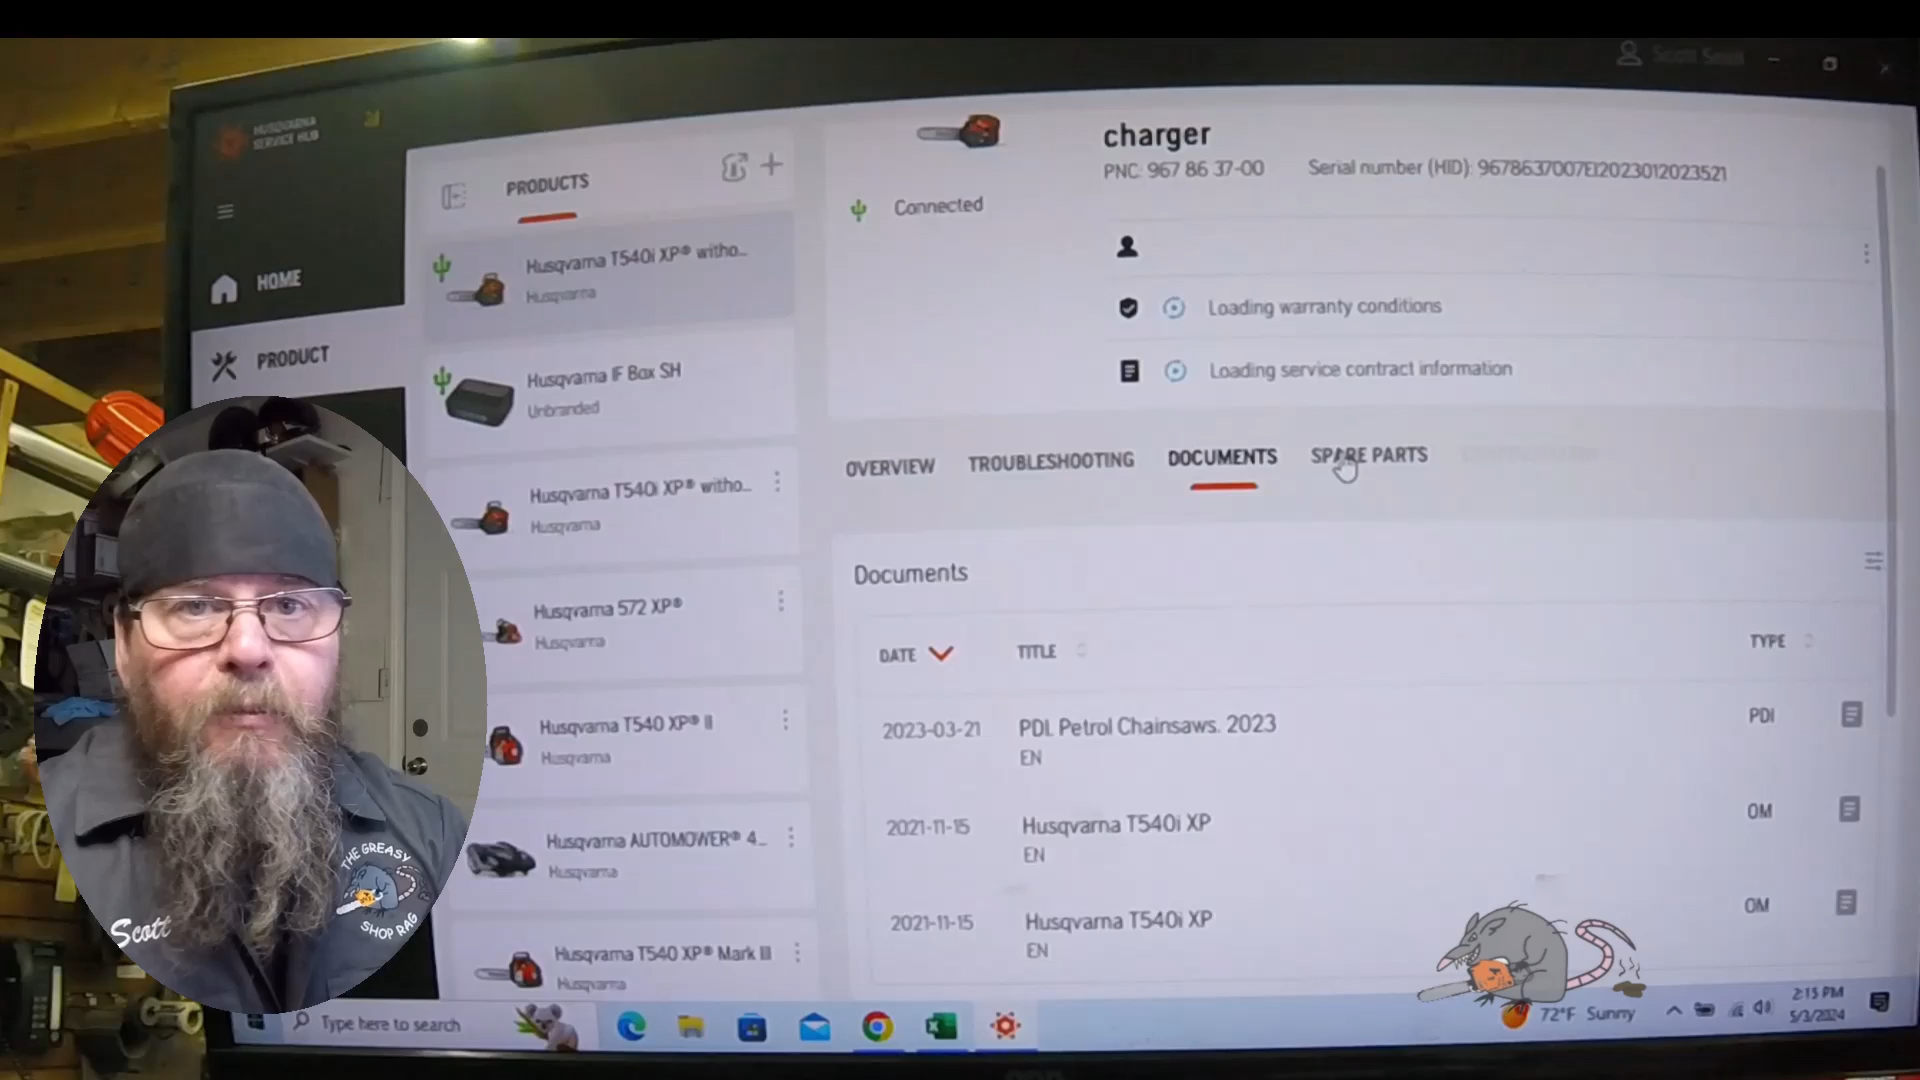 HUSQVARNA
SERVICE HUB
HOME
PRODUCT
PRODUCTS
Husqvarna T540i XP® witho...
Husqvarna
Husqvarna IF Box SH
Unbranded
Husqvarna T540i XP® witho...
Husqvarna
Husqvarna 572 XP®
Husqvarna
Husqvarna T540 XP® II
Husqvarna
Husqvarna AUTOMOWER® 4...
Husqvarna
Husqvarna T540 XP® Mark III
Husqvarna
charger
PNC: 967 86 37-00 Serial number (HID): 9678637007E12023012023521
Connected
Loading warranty conditions
Loading service contract information
OVERVIEW TROUBLESHOOTING DOCUMENTS SPARE PARTS
Documents
DATE TITLE TYPE
2023-03-21 PDI, Petrol Chainsaws, 2023 PDI
EN
2021-11-15 Husqvarna T540i XP OM
EN
2021-11-15 Husqvarna T540i XP OM
EN
Type here to search
72°F Sunny
2:15 PM
5/3/2024
Scott
THE GREASY
SHOP RAG